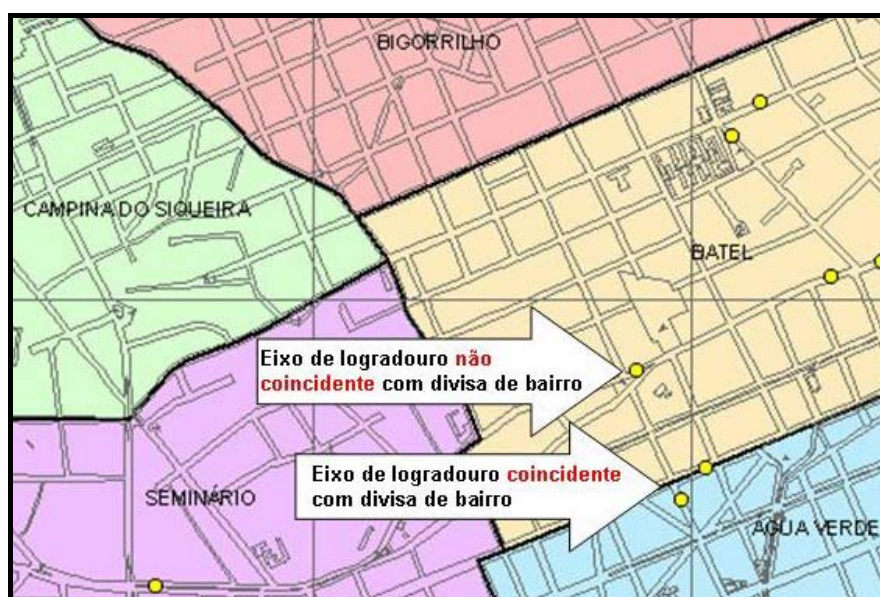 BIGORRILHO
CAMPINA DO SIQUEIRA
BATEL
Eixo de logradouro não
coincidente com divisa de bairro
Eixo de logradouro coincidente
com divisa de bairro
SEMINÁRIO
ÁGUA VERDE